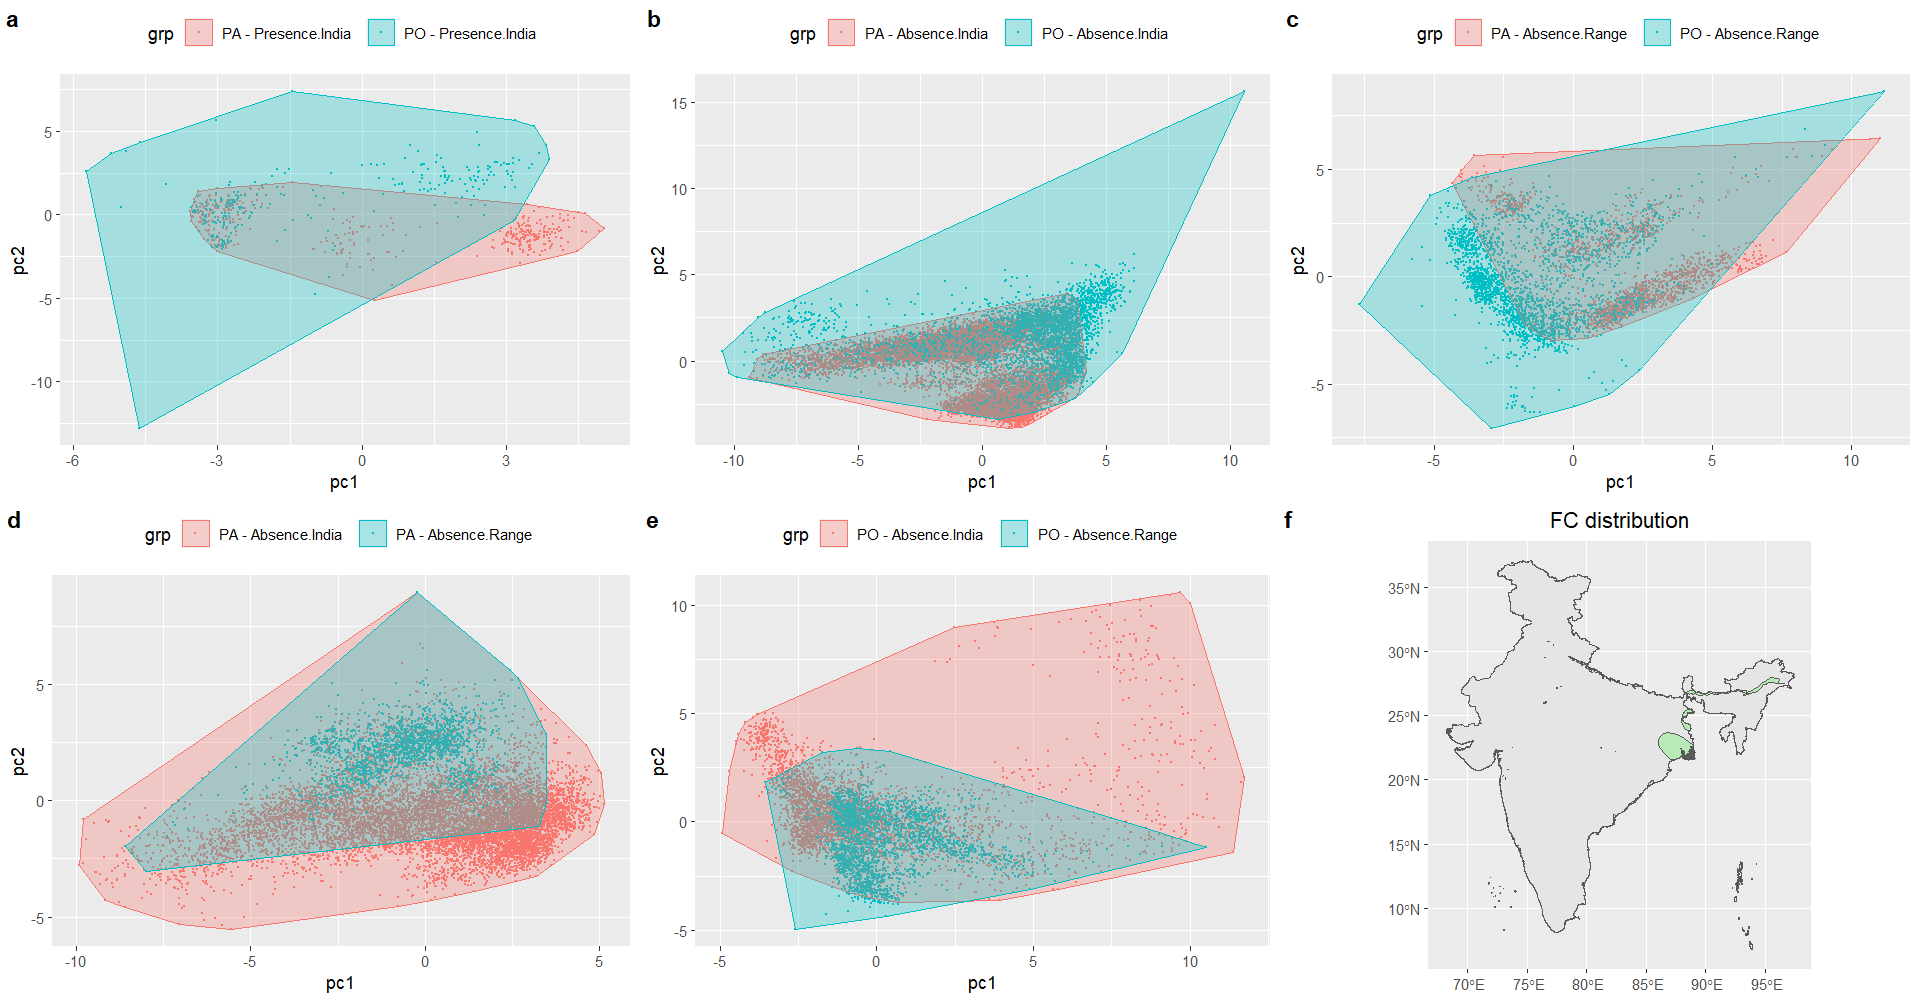 a
grp PA - Presence.India PO - Presence.India
5
0
-5
-10
pc2
-6 -3 0 3
pc1
b
grp PA - Absence.India PO - Absence.India
15
10
5
0
pc2
-10 -5 0 5 10
pc1
c
grp PA - Absence.Range PO - Absence.Range
5
0
-5
pc2
-5 0 5 10
pc1
d
grp PA - Absence.India PA - Absence.Range
5
0
-5
pc2
-10 -5 0 5
pc1
e
grp PO - Absence.India PO - Absence.Range
10
5
0
-5
pc2
-5 0 5 10
pc1
f
FC distribution
35°N
30°N
25°N
20°N
15°N
10°N
70°E 75°E 80°E 85°E 90°E 95°E